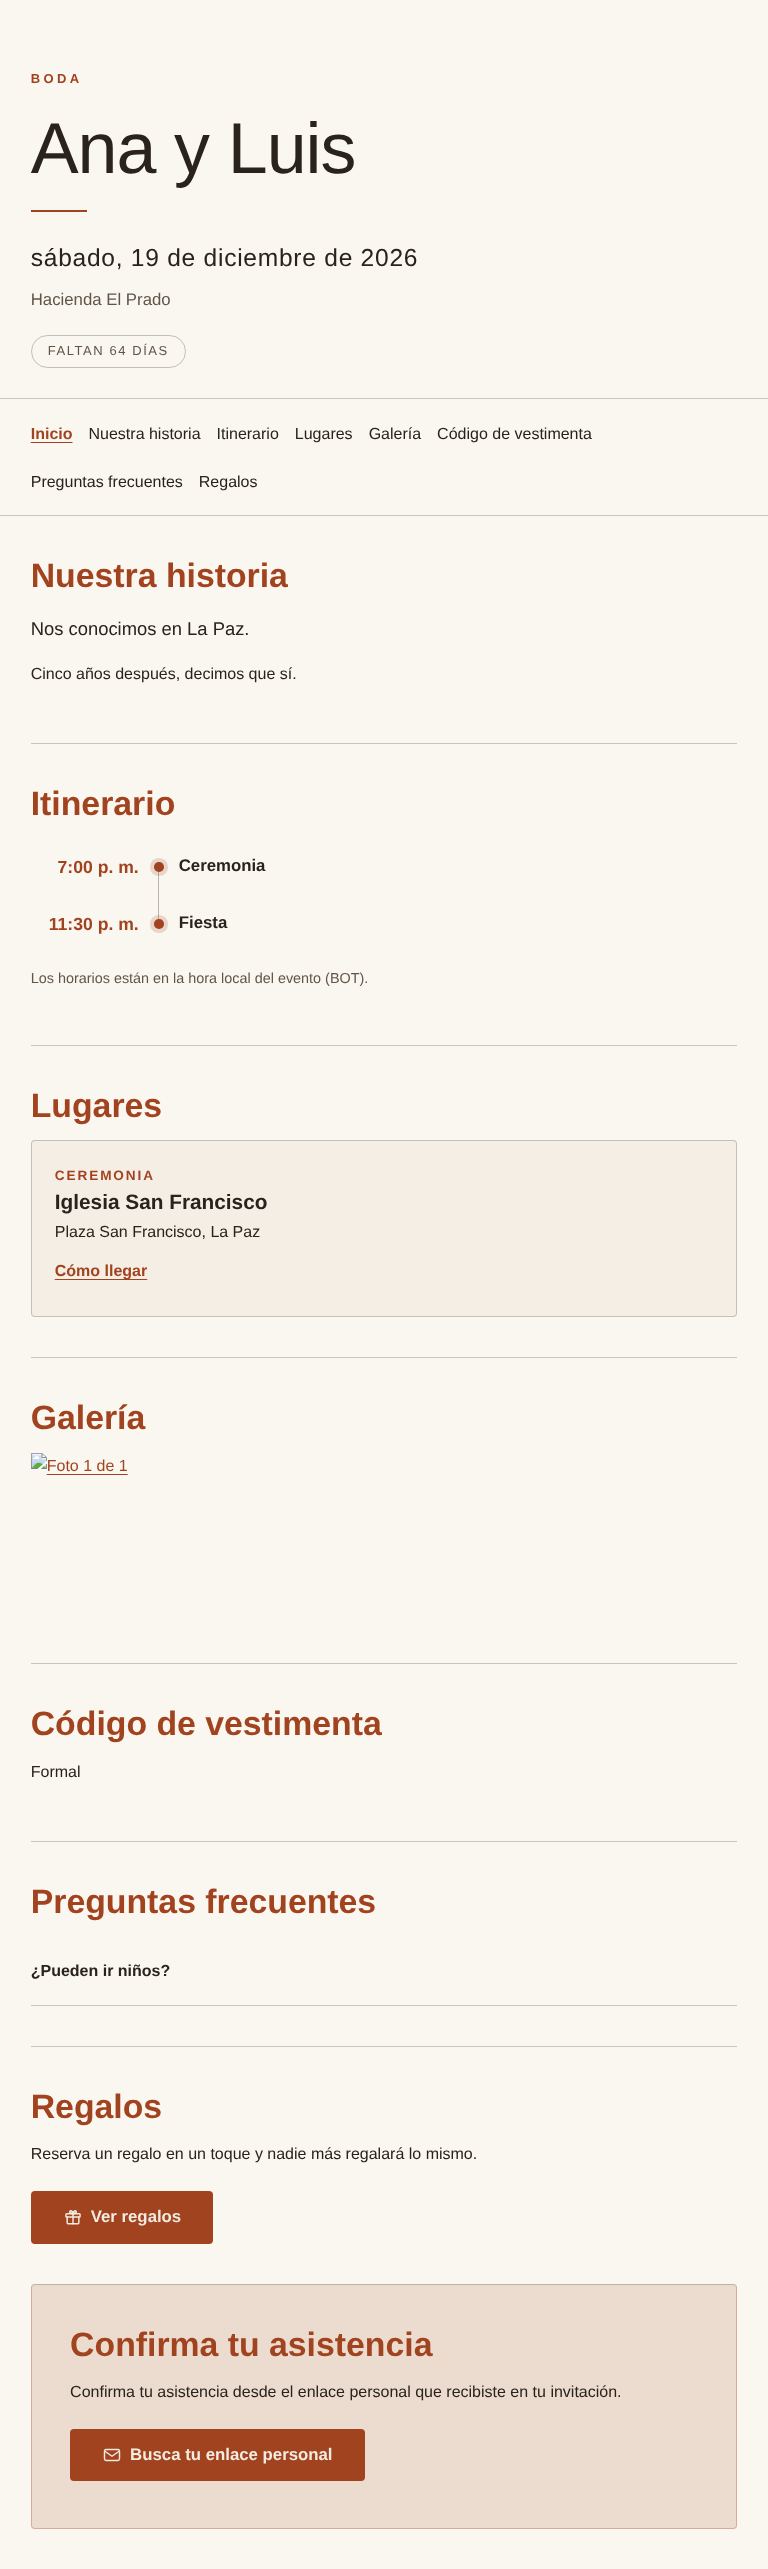 BODA
Ana y Luis
sábado, 19 de diciembre de 2026
Hacienda El Prado
FALTAN 64 DÍAS
Inicio Nuestra historia Itinerario Lugares Galería Código de vestimenta
Preguntas frecuentes Regalos
Nuestra historia
Nos conocimos en La Paz.
Cinco años después, decimos que sí.
Itinerario
7:00 p. m. Ceremonia
11:30 p. m. Fiesta
Los horarios están en la hora local del evento (BOT).
Lugares
CEREMONIA
Iglesia San Francisco
Plaza San Francisco, La Paz
Cómo llegar
Galería
Foto 1 de 1
Código de vestimenta
Formal
Preguntas frecuentes
¿Pueden ir niños?
Regalos
Reserva un regalo en un toque y nadie más regalará lo mismo.
Ver regalos
Confirma tu asistencia
Confirma tu asistencia desde el enlace personal que recibiste en tu invitación.
Busca tu enlace personal